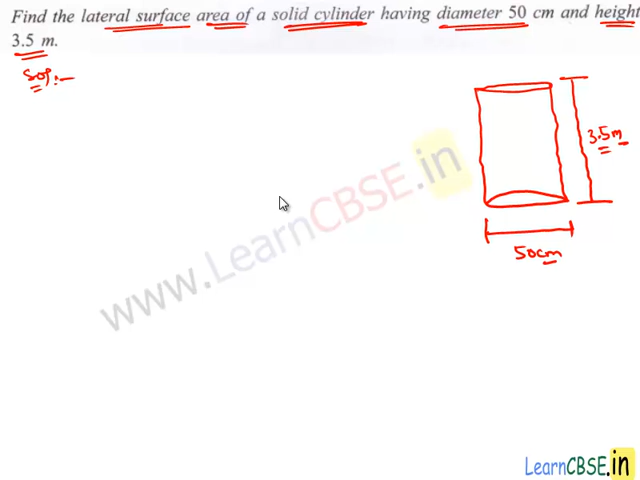 Find the lateral surface area of a solid cylinder having diameter 50 cm and height
3.5 m.
Sol :-
3.5m
50cm
www.LearnCBSE.in
LearnCBSE.in